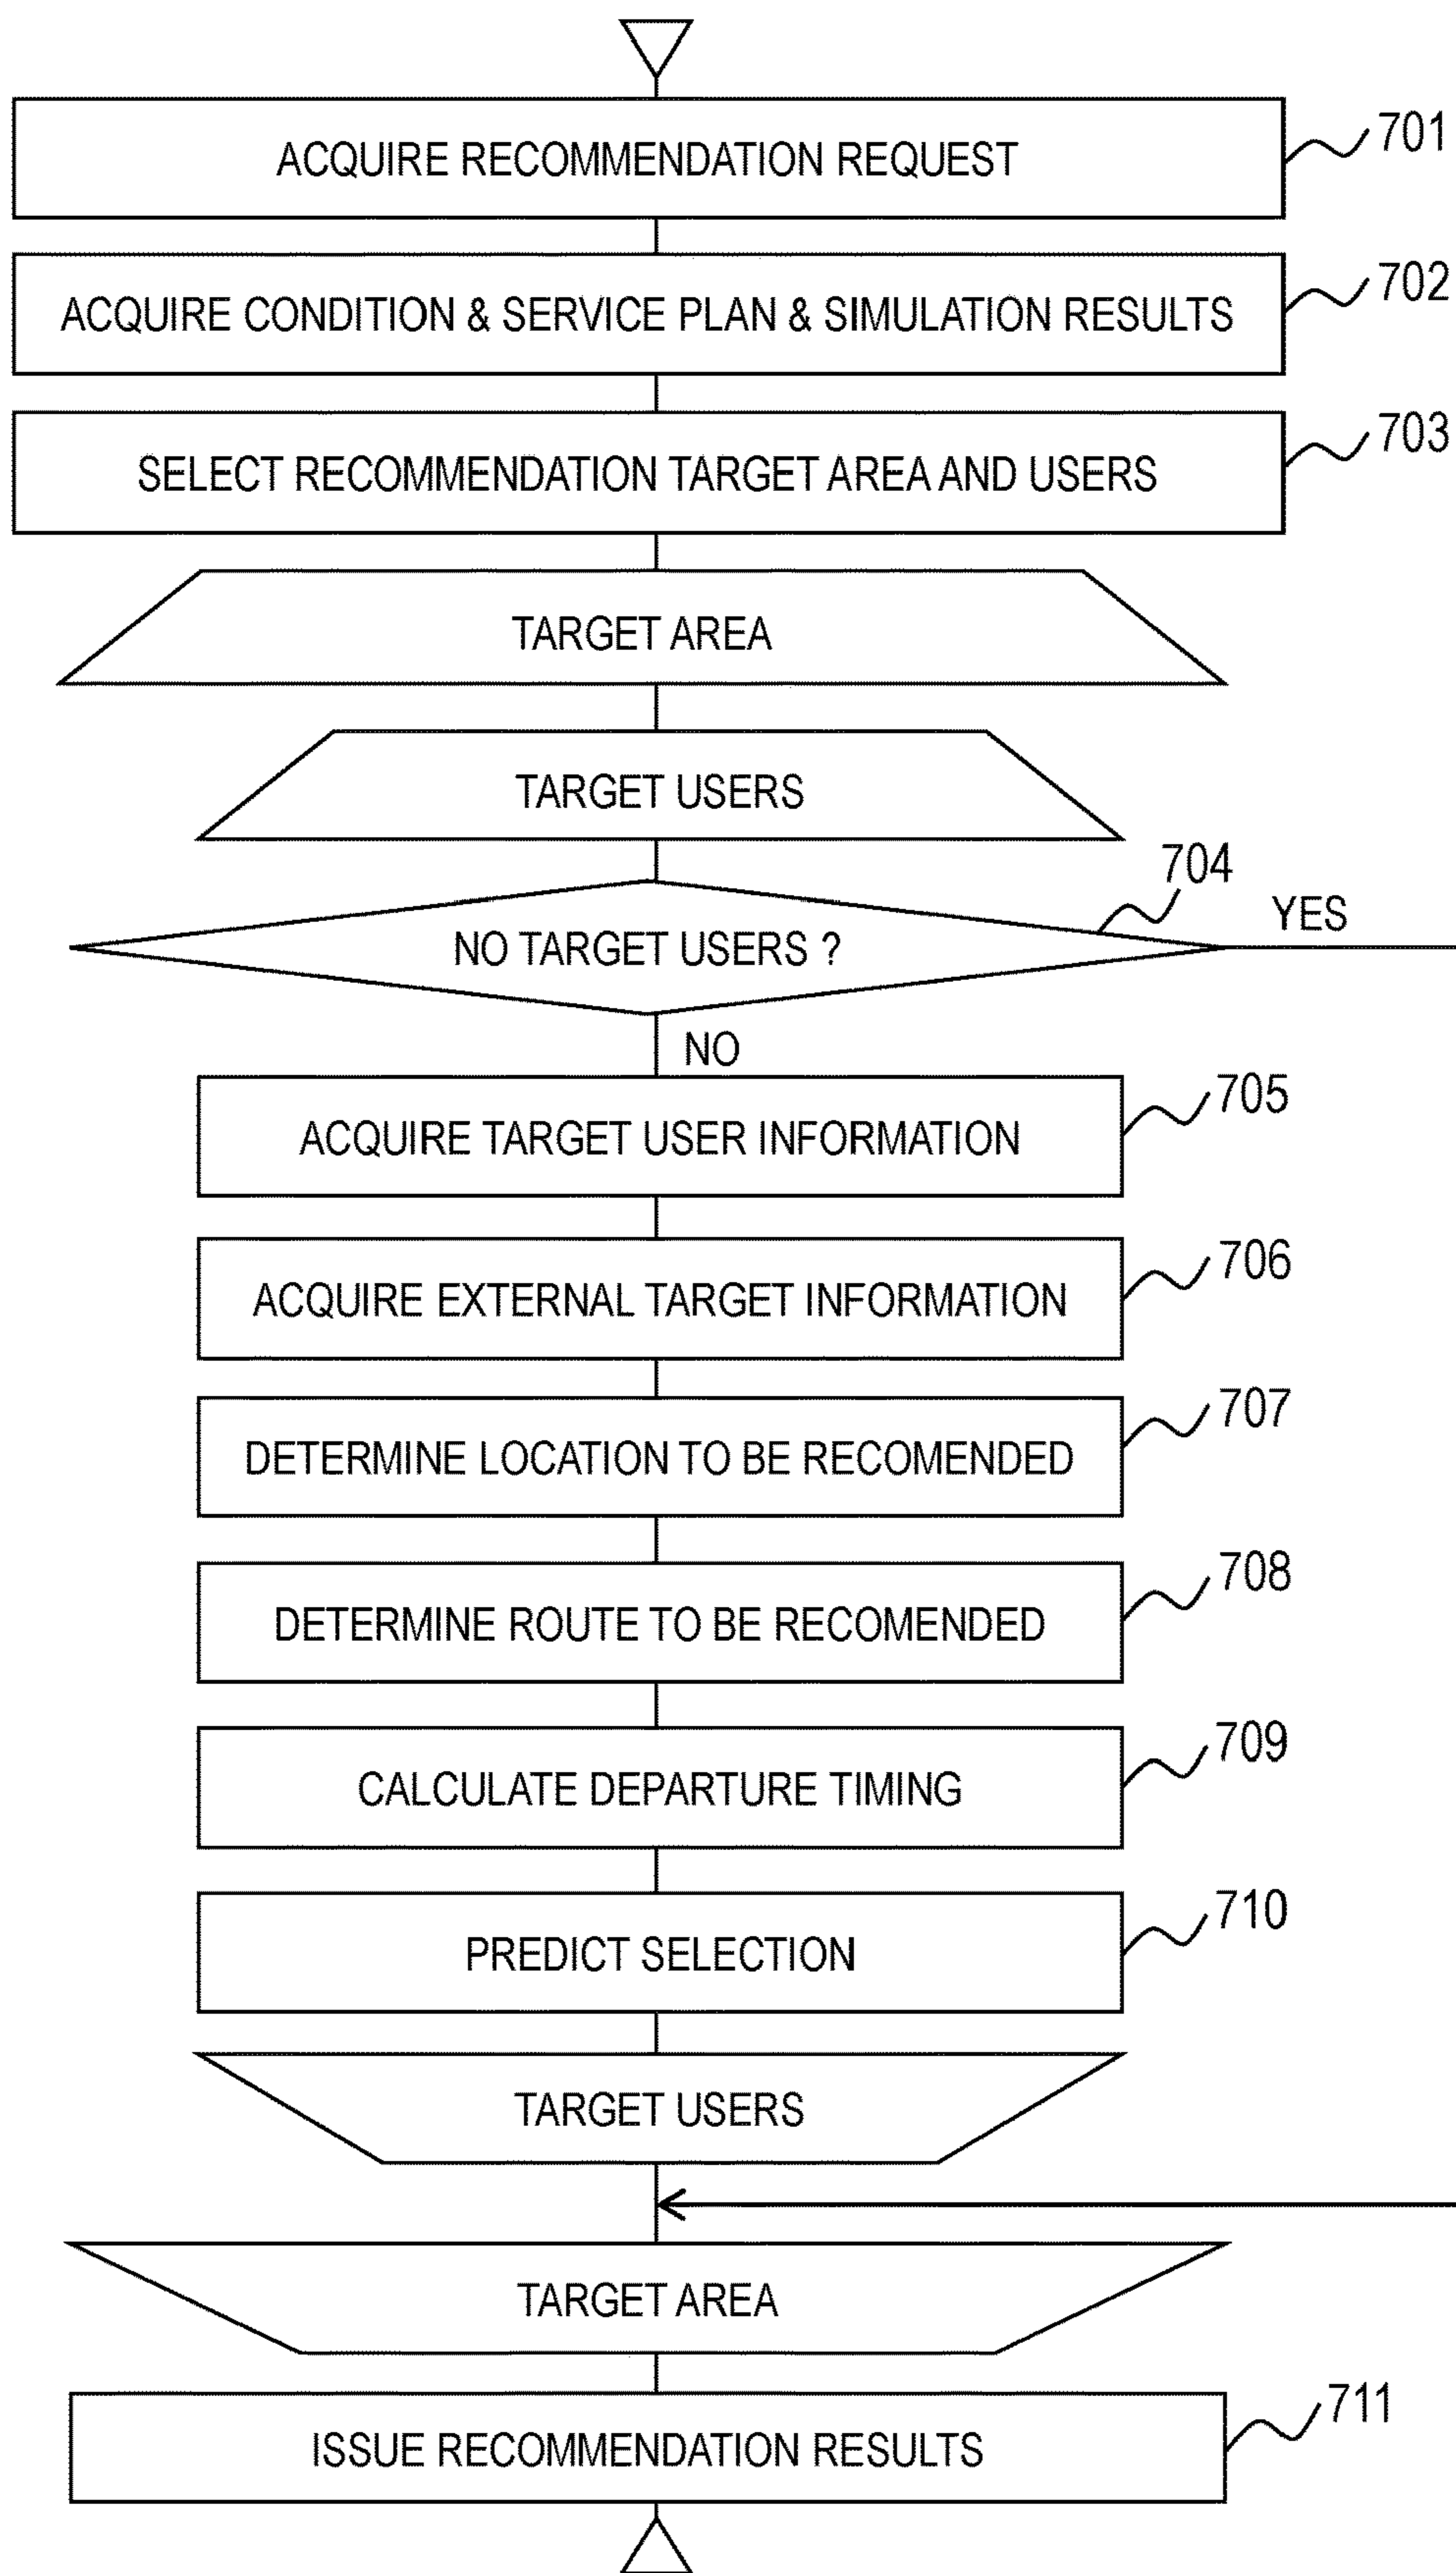 ACQUIRE RECOMMENDATION REQUEST
701
ACQUIRE CONDITION & SERVICE PLAN & SIMULATION RESULTS
702
SELECT RECOMMENDATION TARGET AREA AND USERS
703
TARGET AREA
TARGET USERS
704
NO TARGET USERS ?
YES
NO
ACQUIRE TARGET USER INFORMATION
705
ACQUIRE EXTERNAL TARGET INFORMATION
706
DETERMINE LOCATION TO BE RECOMENDED
707
DETERMINE ROUTE TO BE RECOMENDED
708
CALCULATE DEPARTURE TIMING
709
PREDICT SELECTION
710
TARGET USERS
TARGET AREA
ISSUE RECOMMENDATION RESULTS
711